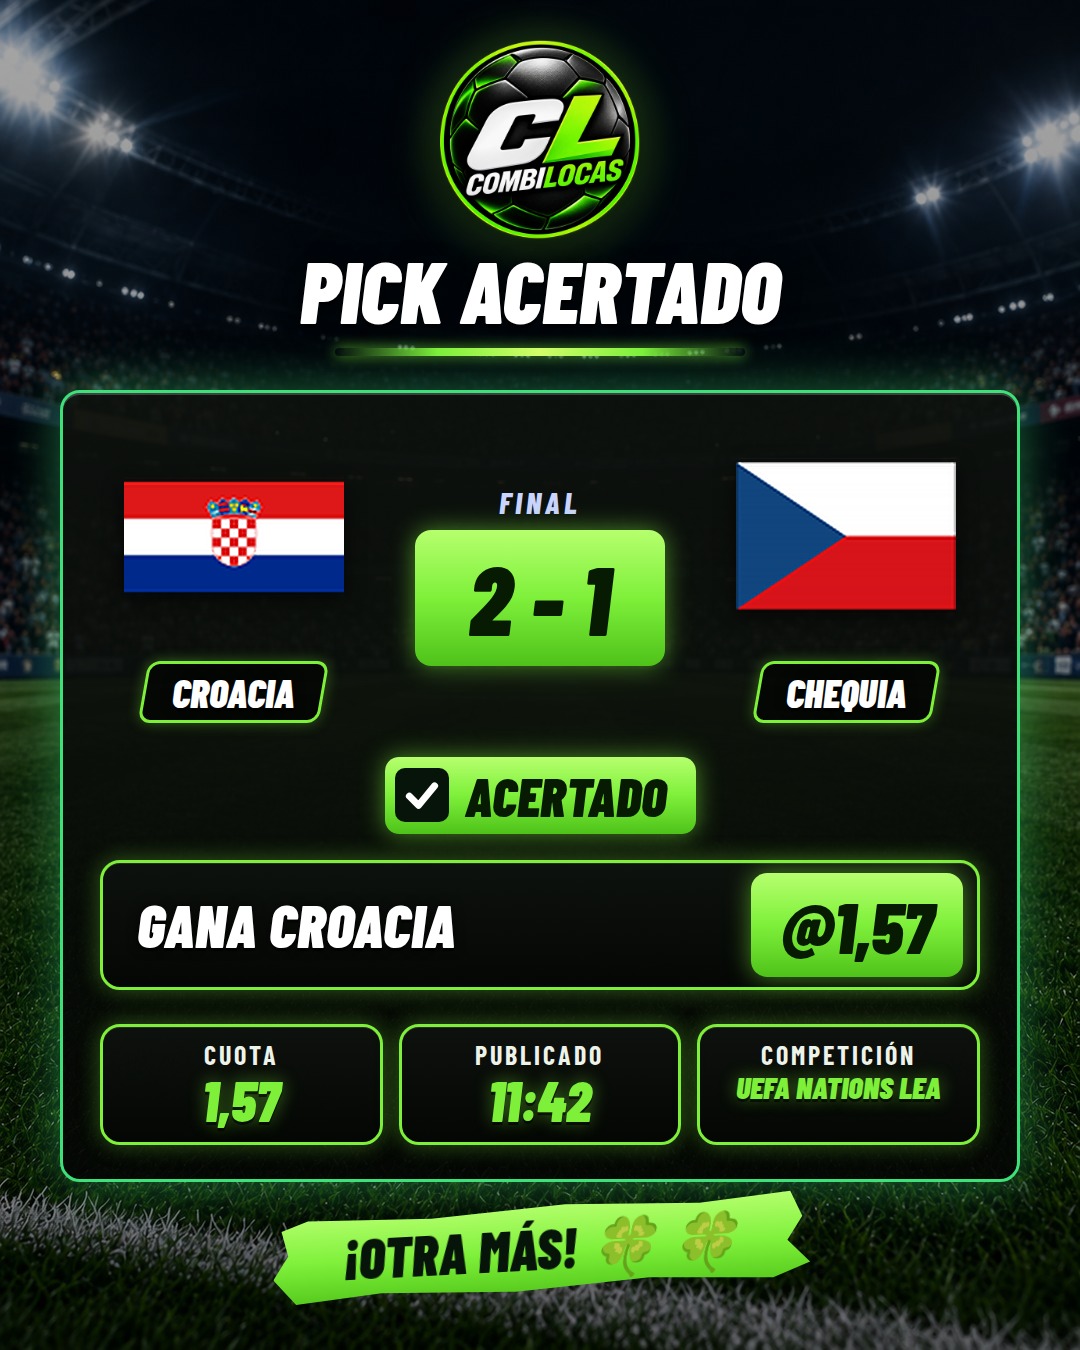 CL
COMBILOCAS
PICK ACERTADO
FINAL
2 - 1
CROACIA
CHEQUIA
ACERTADO
GANA CROACIA
@1,57
CUOTA
1,57
PUBLICADO
11:42
COMPETICIÓN
UEFA NATIONS LEA
¡OTRA MÁS! 🍀 🍀